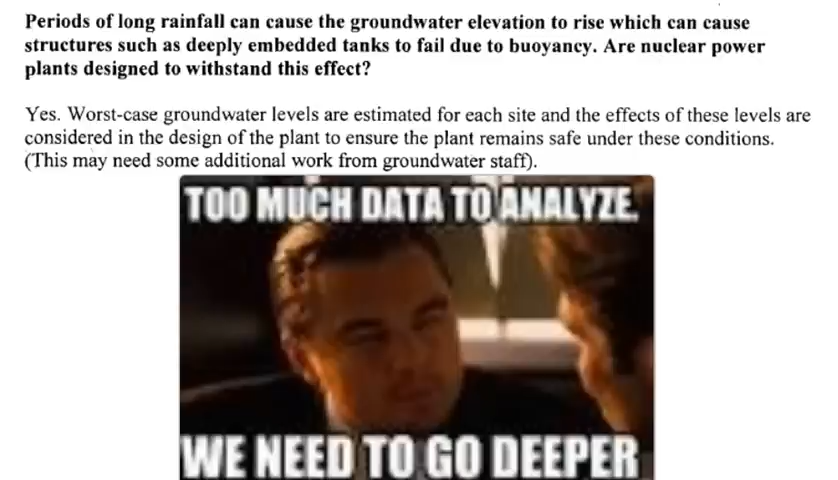 Periods of long rainfall can cause the groundwater elevation to rise which can cause
structures such as deeply embedded tanks to fail due to buoyancy. Are nuclear power
plants designed to withstand this effect?
Yes. Worst-case groundwater levels are estimated for each site and the effects of these levels are
considered in the design of the plant to ensure the plant remains safe under these conditions.
(This may need some additional work from groundwater staff).
TOO MUCH DATA TO ANALYZE.
WE NEED TO GO DEEPER